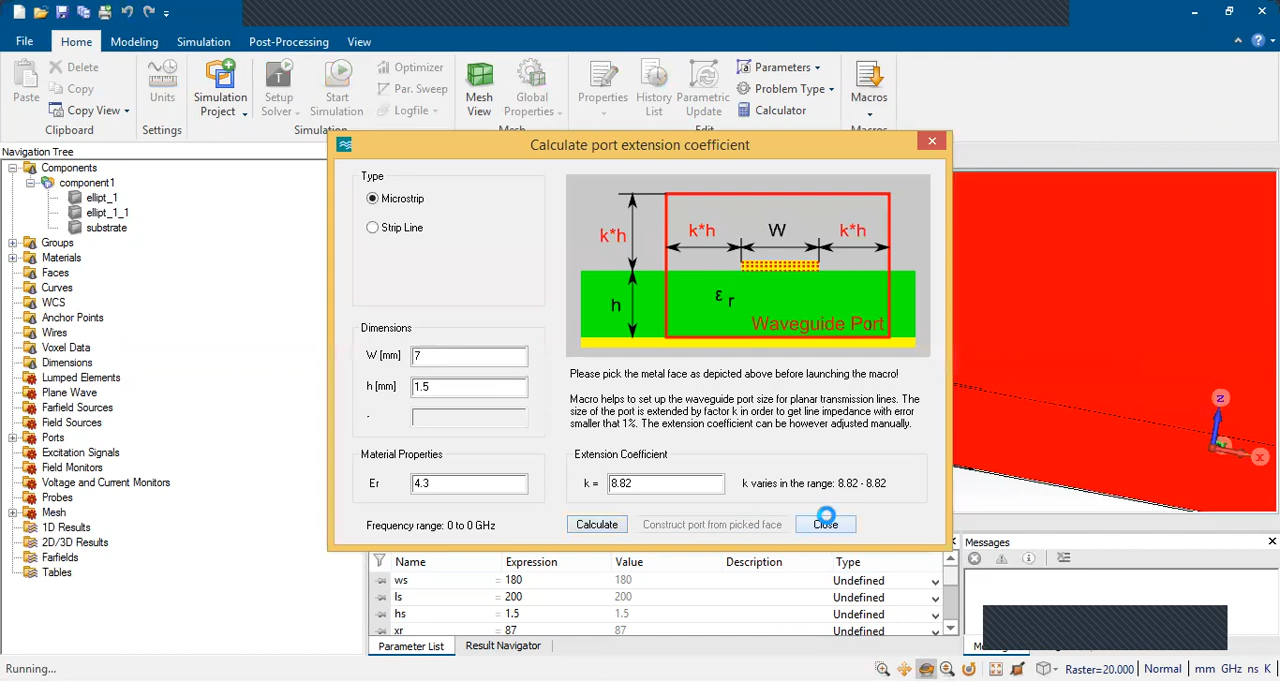 File Home Modeling Simulation Post-Processing View
Paste
Delete
Copy
Copy View
Clipboard
Units
Settings
Simulation Project
Setup Solver
Start Simulation
Optimizer
Par. Sweep
Logfile
Mesh View
Global Properties
Properties
History List
Parametric Update
Parameters
Problem Type
Calculator
Macros
Navigation Tree
Components
component1
ellipt_1
ellipt_1_1
substrate
Groups
Materials
Faces
Curves
WCS
Anchor Points
Wires
Voxel Data
Dimensions
Lumped Elements
Plane Wave
Farfield Sources
Field Sources
Ports
Excitation Signals
Field Monitors
Voltage and Current Monitors
Probes
Mesh
1D Results
2D/3D Results
Farfields
Tables
Calculate port extension coefficient
Type
Microstrip
Strip Line
Dimensions
W [mm] 7
h [mm] 1.5
-
Material Properties
Er 4.3
Frequency range: 0 to 0 GHz
k*h k*h W k*h
h εr
Waveguide Port
Please pick the metal face as depicted above before launching the macro!
Macro helps to set up the waveguide port size for planar transmission lines. The
size of the port is extended by factor k in order to get line impedance with error
smaller that 1%. The extension coefficient can be however adjusted manually.
Extension Coefficient
k = 8.82 k varies in the range: 8.82 - 8.82
Calculate Construct port from picked face Close
z
x
Name Expression Value Description Type
ws = 180 180 Undefined
ls = 200 200 Undefined
hs = 1.5 1.5 Undefined
xr = 87 87 Undefined
Parameter List Result Navigator
Messages
Running...
Raster=20.000 Normal mm GHz ns K